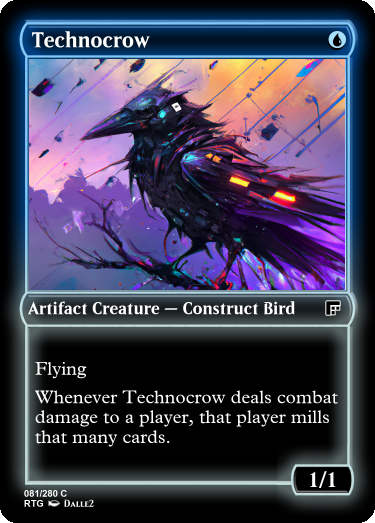 Technocrow
Artifact Creature — Construct Bird
Flying
Whenever Technocrow deals combat
damage to a player, that player mills
that many cards.
1/1
081/280 C
RTG DALLE2